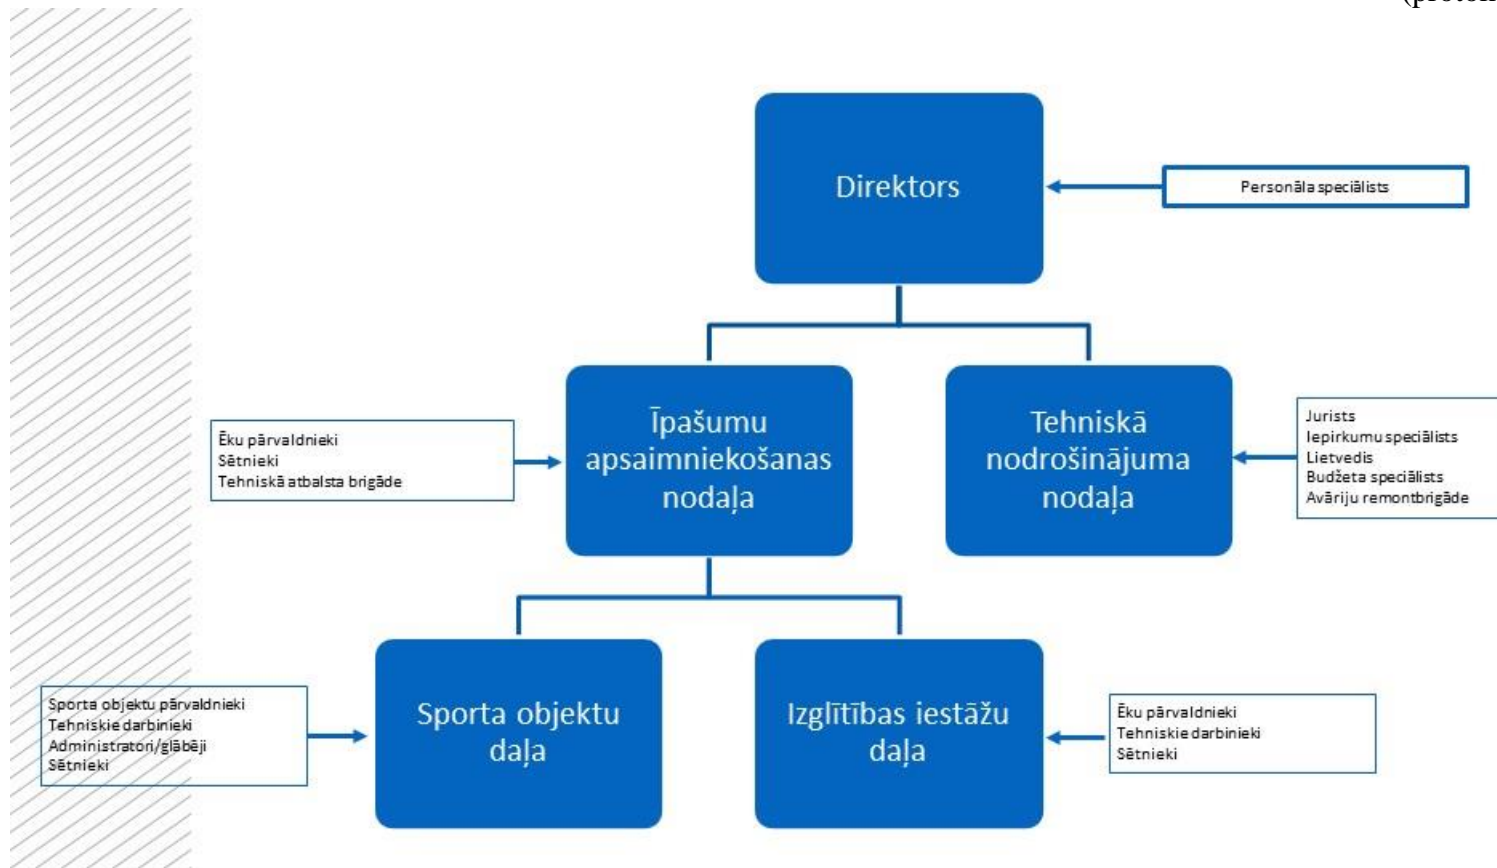 Direktors
Personāla speciālists
Īpašumu
apsaimniekošanas
nodaļa
Tehniskā
nodrošinājuma
nodaļa
Ēku pārvaldnieki
Sētnieki
Tehniskā atbalsta brigāde
Jurists
Iepirkumu speciālists
Lietvedis
Budžeta speciālists
Avāriju remontbrigāde
Sporta objektu
daļa
Izglītības iestāžu
daļa
Sporta objektu pārvaldnieki
Tehniskie darbinieki
Administratori/glābēji
Sētnieki
Ēku pārvaldnieki
Tehniskie darbinieki
Sētnieki